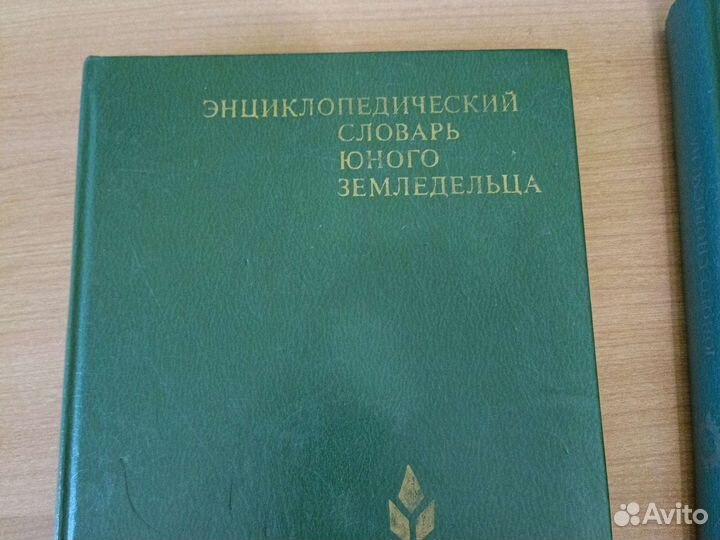 ЭНЦИКЛОПЕДИЧЕСКИЙ
СЛОВАРЬ
ЮНОГО
ЗЕМЛЕДЕЛЬЦА
Avito